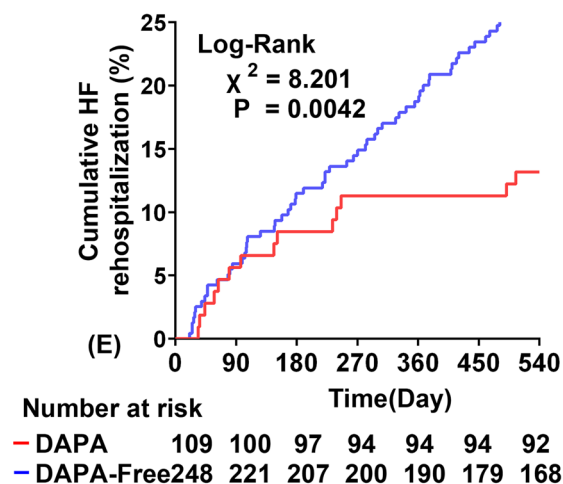 25
20
15
10
5
0
Cumulative HF
rehospitalization (%)
Log-Rank
χ² = 8.201
P = 0.0042
(E)
0 90 180 270 360 450 540
Time(Day)
Number at risk
DAPA 109 100 97 94 94 94 92
DAPA-Free248 221 207 200 190 179 168